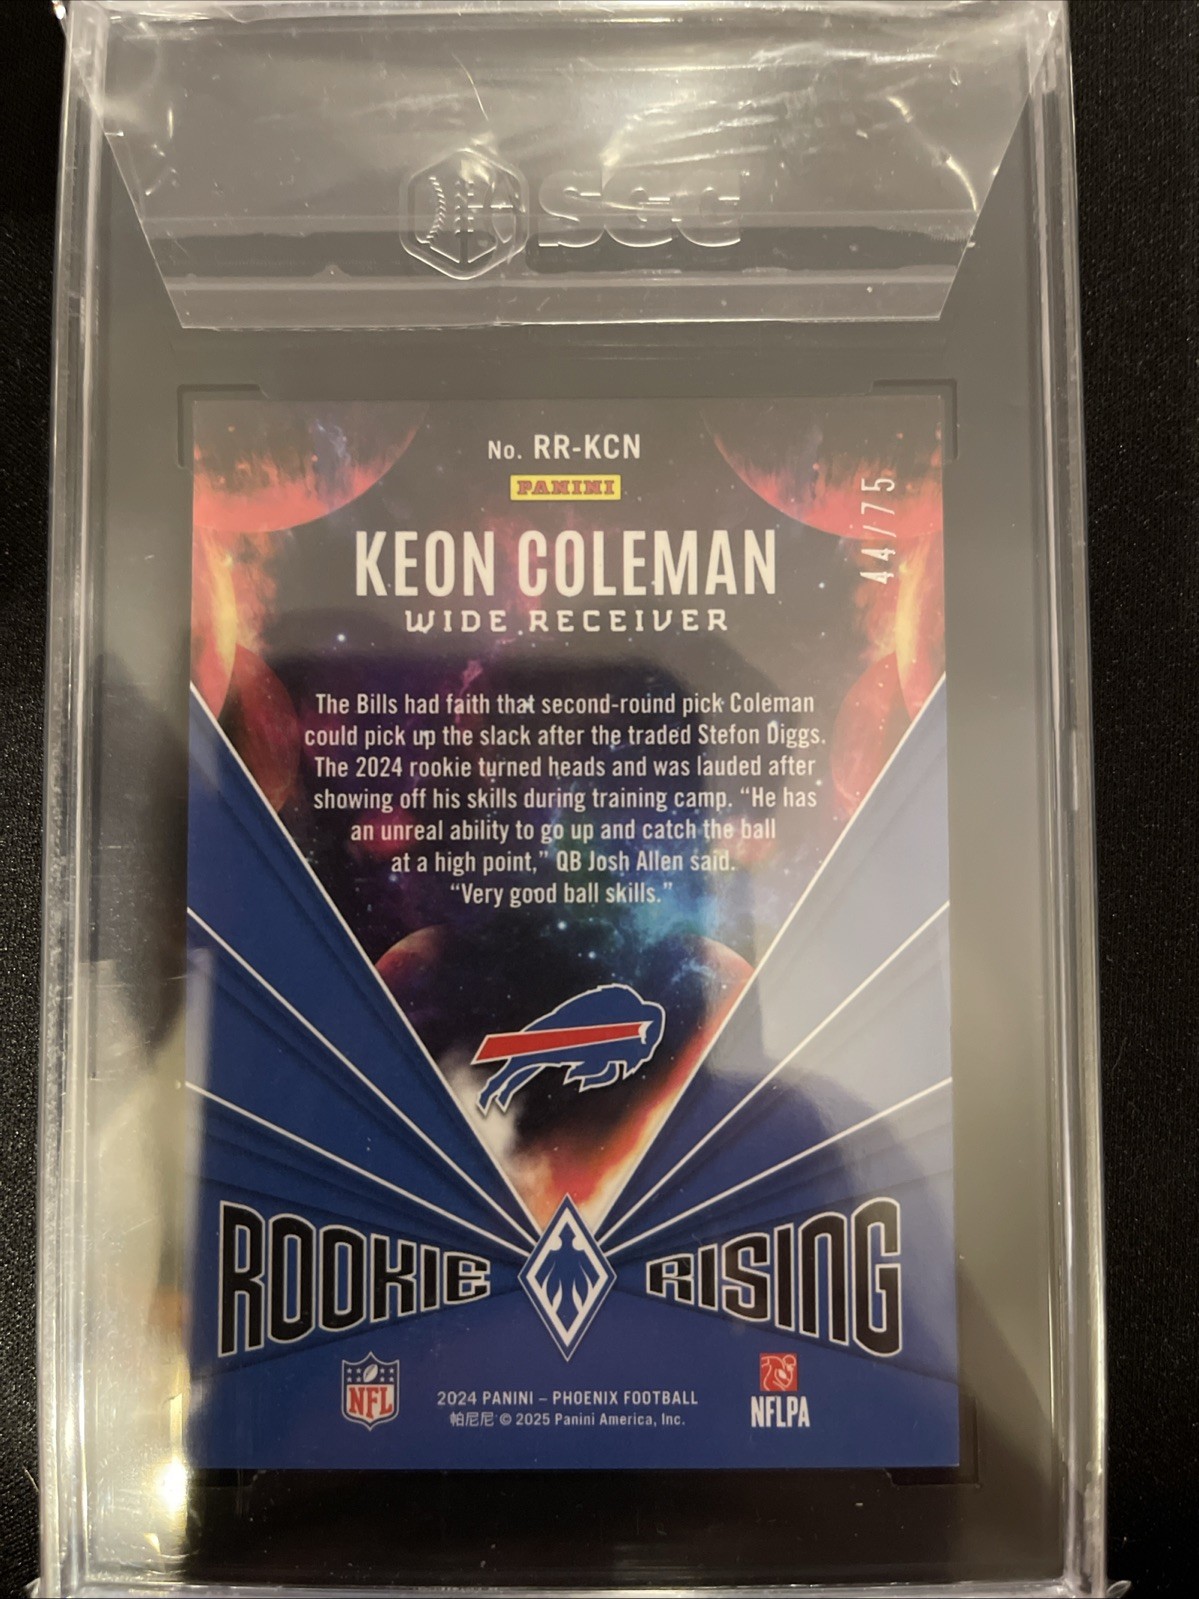 SGC
No. RR-KCN
PANINI
44/75
KEON COLEMAN
WIDE RECEIVER
The Bills had faith that second-round pick Coleman
could pick up the slack after the traded Stefon Diggs.
The 2024 rookie turned heads and was lauded after
showing off his skills during training camp. “He has
an unreal ability to go up and catch the ball
at a high point,” QB Josh Allen said.
“Very good ball skills.”
ROOKIE RISING
NFL
2024 PANINI – PHOENIX FOOTBALL
帕尼尼 © 2025 Panini America, Inc.
NFLPA